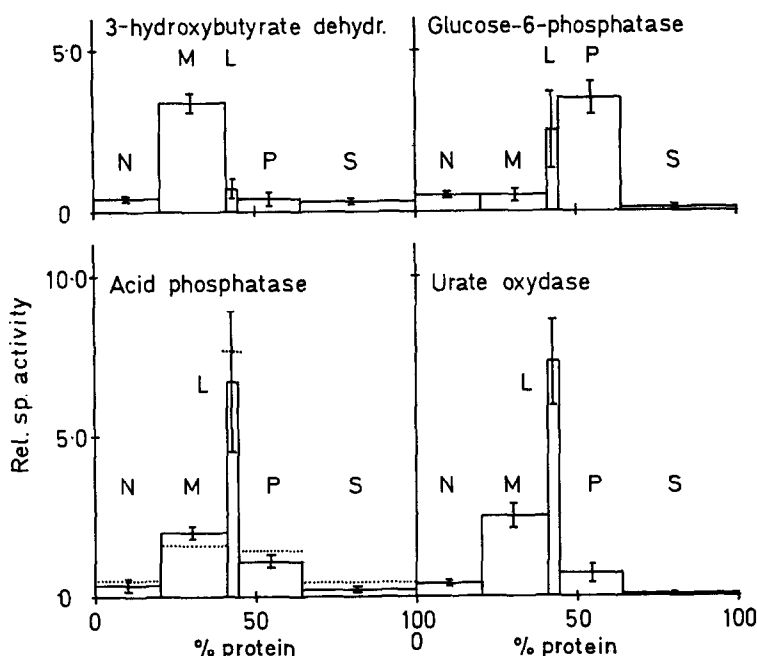 3-hydroxybutyrate dehydr. Glucose-6-phosphatase
5·0
M L L P
N P S N M S
0
10·0
Acid phosphatase Urate oxydase
Rel. sp. activity
L L
5·0
N M P S N M P S
·0
0 50 100 50 100
0
% protein % protein